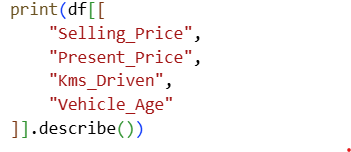 print(df[[
    "Selling_Price",
    "Present_Price",
    "Kms_Driven",
    "Vehicle_Age"
]].describe())